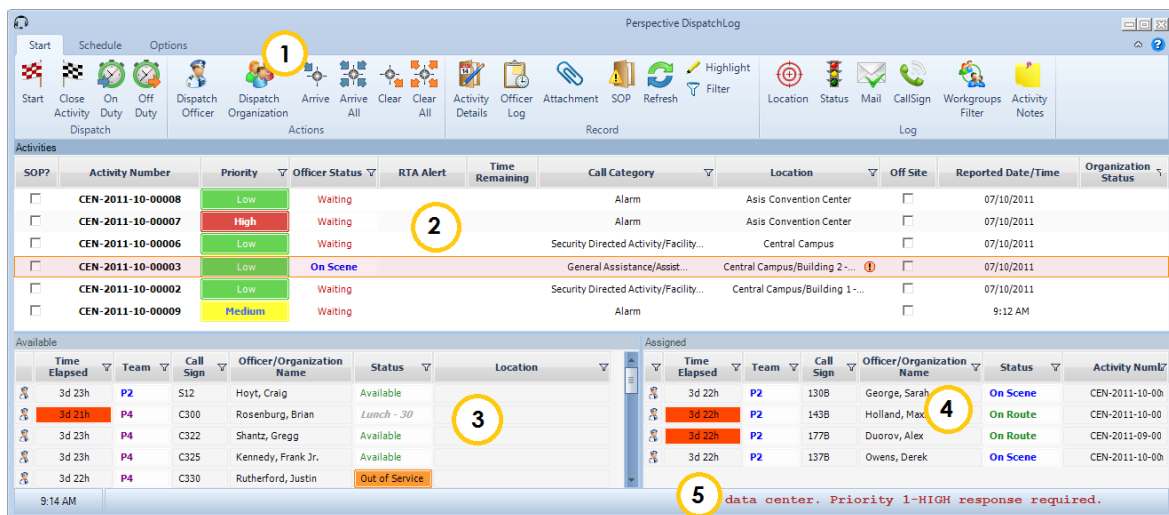 Perspective DispatchLog
Start Schedule Options
1
Highlight
Filter
Start Close Activity On Duty Off Duty Dispatch Officer Dispatch Organization Arrive Arrive All Clear Clear All Activity Details Officer Log Attachment SOP Refresh Location Status Mail CallSign Workgroups Filter Activity Notes
Dispatch Actions Record Log
Activities
SOP? Activity Number Priority Officer Status RTA Alert Time Remaining Call Category Location Off Site Reported Date/Time Organization Status
CEN-2011-10-00008 Low Waiting Alarm Asis Convention Center 07/10/2011
CEN-2011-10-00007 High Waiting Alarm Asis Convention Center 07/10/2011
2
CEN-2011-10-00006 Low Waiting Security Directed Activity/Facility... Central Campus 07/10/2011
CEN-2011-10-00003 Low On Scene General Assistance/Assist... Central Campus/Building 2 -... 07/10/2011
CEN-2011-10-00002 Low Waiting Security Directed Activity/Facility... Central Campus/Building 1 -... 07/10/2011
CEN-2011-10-00009 Medium Waiting Alarm 9:12 AM
Available
Time Elapsed Team Call Sign Officer/Organization Name Status Location
3d 23h P2 S12 Hoyt, Craig Available
3d 21h P4 C300 Rosenburg, Brian Lunch - 30
3d 23h P4 C322 Shantz, Gregg Available
3
3d 23h P4 C325 Kennedy, Frank Jr. Available
3d 22h P4 C330 Rutherford, Justin Out of Service
Assigned
Time Elapsed Team Call Sign Officer/Organization Name Status Activity Numb
3d 22h P2 130B George, Sarah On Scene CEN-2011-10-00
3d 22h P2 143B Holland, Max On Route CEN-2011-10-00
4
3d 22h P2 177B Duorov, Alex On Route CEN-2011-09-00
3d 22h P2 137B Owens, Derek On Scene CEN-2011-10-00
9:14 AM
5
data center. Priority 1-HIGH response required.